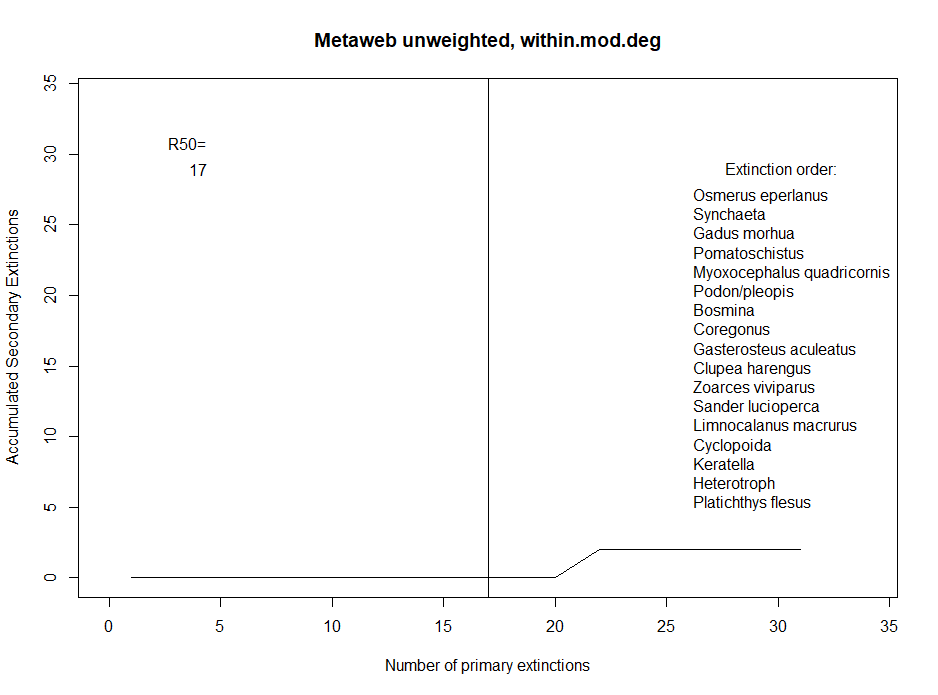 Metaweb unweighted, within.mod.deg
35
30
25
20
15
10
5
0
Accumulated Secondary Extinctions
R50=
17
Extinction order:
Osmerus eperlanus
Synchaeta
Gadus morhua
Pomatoschistus
Myoxocephalus quadricornis
Podon/pleopis
Bosmina
Coregonus
Gasterosteus aculeatus
Clupea harengus
Zoarces viviparus
Sander lucioperca
Limnocalanus macrurus
Cyclopoida
Keratella
Heterotroph
Platichthys flesus
0 5 10 15 20 25 30 35
Number of primary extinctions